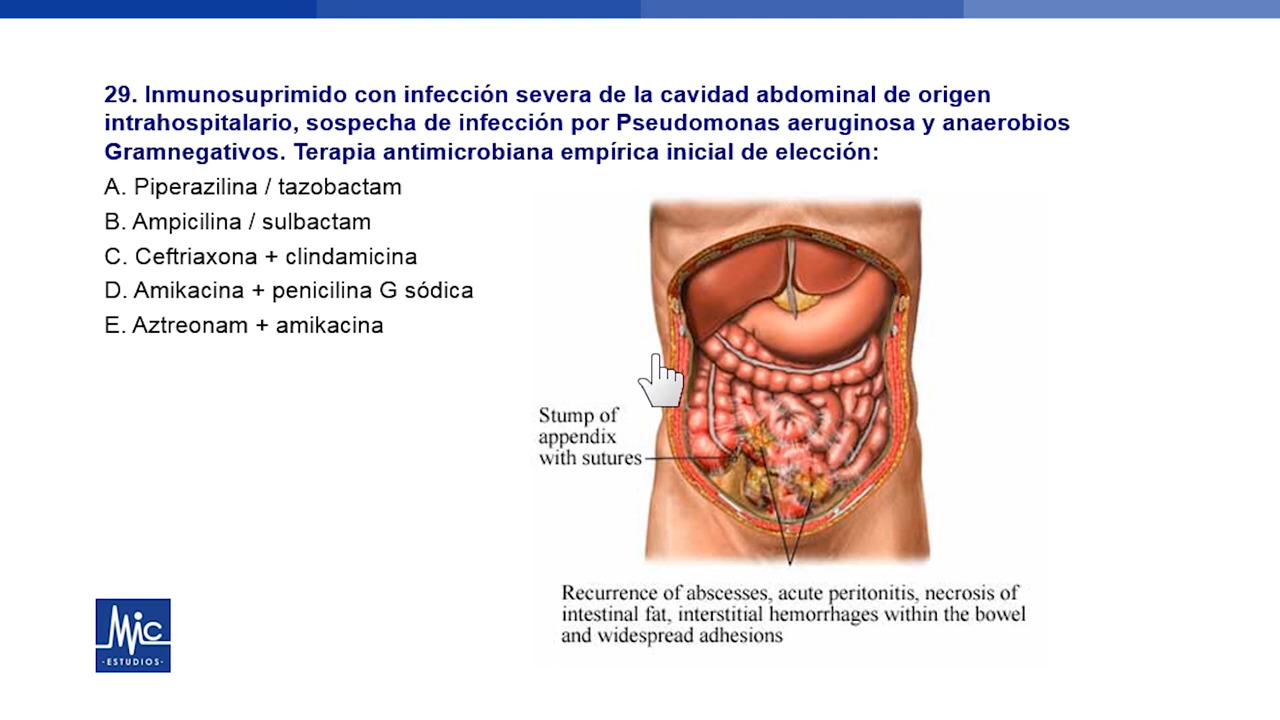 29. Inmunosuprimido con infección severa de la cavidad abdominal de origen
intrahospitalario, sospecha de infección por Pseudomonas aeruginosa y anaerobios
Gramnegativos. Terapia antimicrobiana empírica inicial de elección:
A. Piperazilina / tazobactam
B. Ampicilina / sulbactam
C. Ceftriaxona + clindamicina
D. Amikacina + penicilina G sódica
E. Aztreonam + amikacina
Stump of
appendix
with sutures
Recurrence of abscesses, acute peritonitis, necrosis of
intestinal fat, interstitial hemorrhages within the bowel
and widespread adhesions
Mic
·ESTUDIOS·